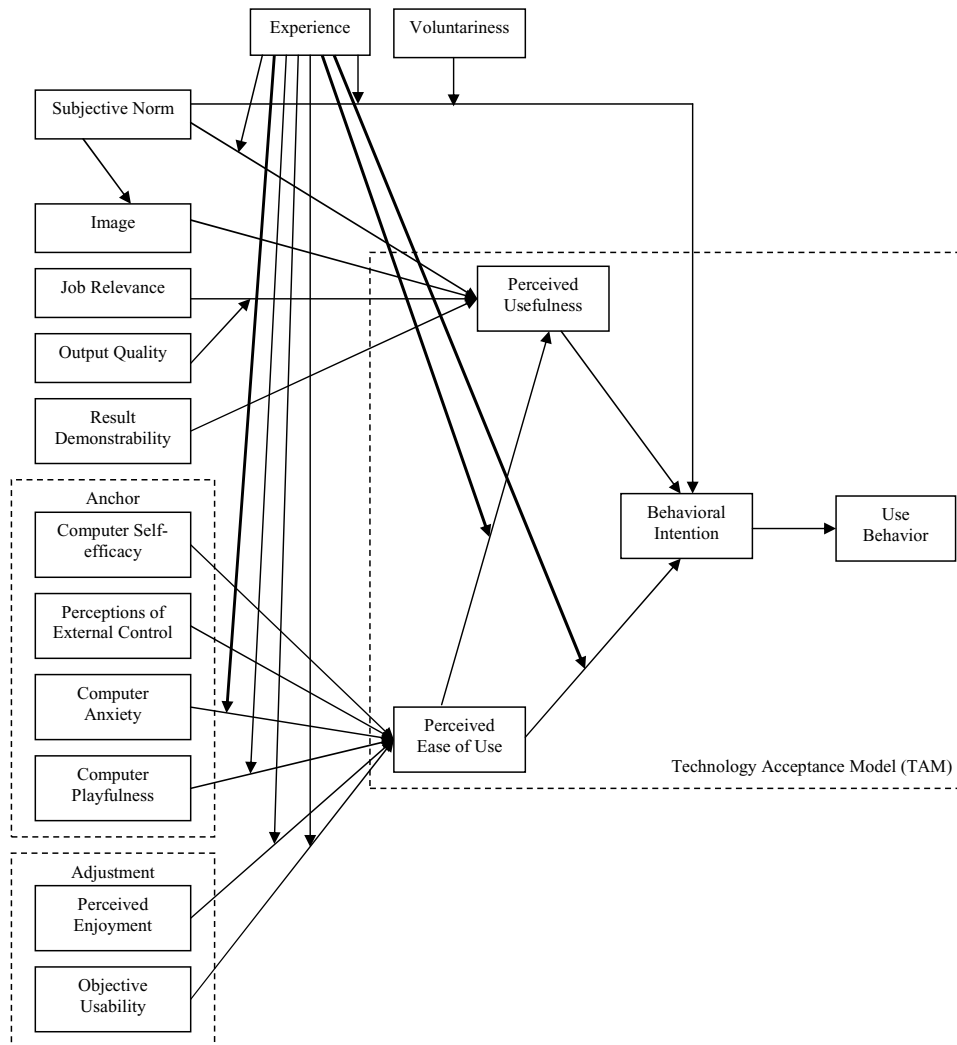 Experience
Voluntariness
Subjective Norm
Image
Job Relevance
Output Quality
Result
Demonstrability
Perceived
Usefulness
Anchor
Computer Self-
efficacy
Perceptions of
External Control
Computer
Anxiety
Computer
Playfulness
Behavioral
Intention
Use
Behavior
Perceived
Ease of Use
Technology Acceptance Model (TAM)
Adjustment
Perceived
Enjoyment
Objective
Usability